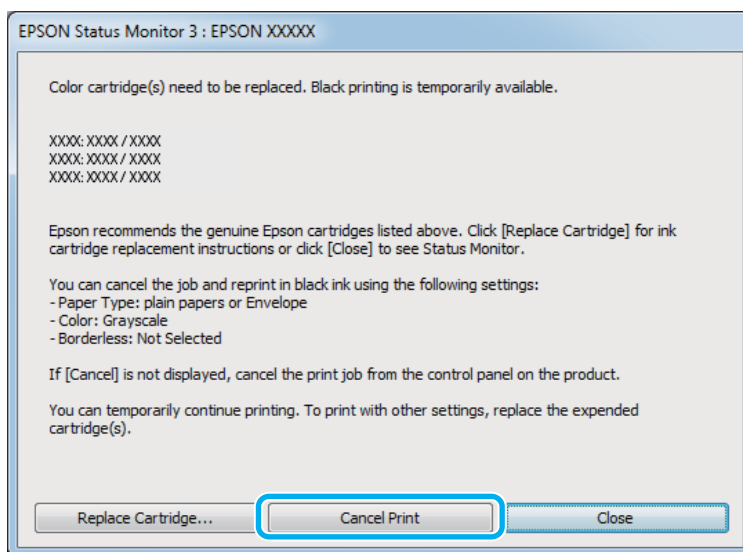 EPSON Status Monitor 3 : EPSON XXXXX
Color cartridge(s) need to be replaced. Black printing is temporarily available.
XXXX: XXXX / XXXX
XXXX: XXXX / XXXX
XXXX: XXXX / XXXX
Epson recommends the genuine Epson cartridges listed above. Click [Replace Cartridge] for ink
cartridge replacement instructions or click [Close] to see Status Monitor.
You can cancel the job and reprint in black ink using the following settings:
- Paper Type: plain papers or Envelope
- Color: Grayscale
- Borderless: Not Selected
If [Cancel] is not displayed, cancel the print job from the control panel on the product.
You can temporarily continue printing. To print with other settings, replace the expended
cartridge(s).
Replace Cartridge... Cancel Print Close